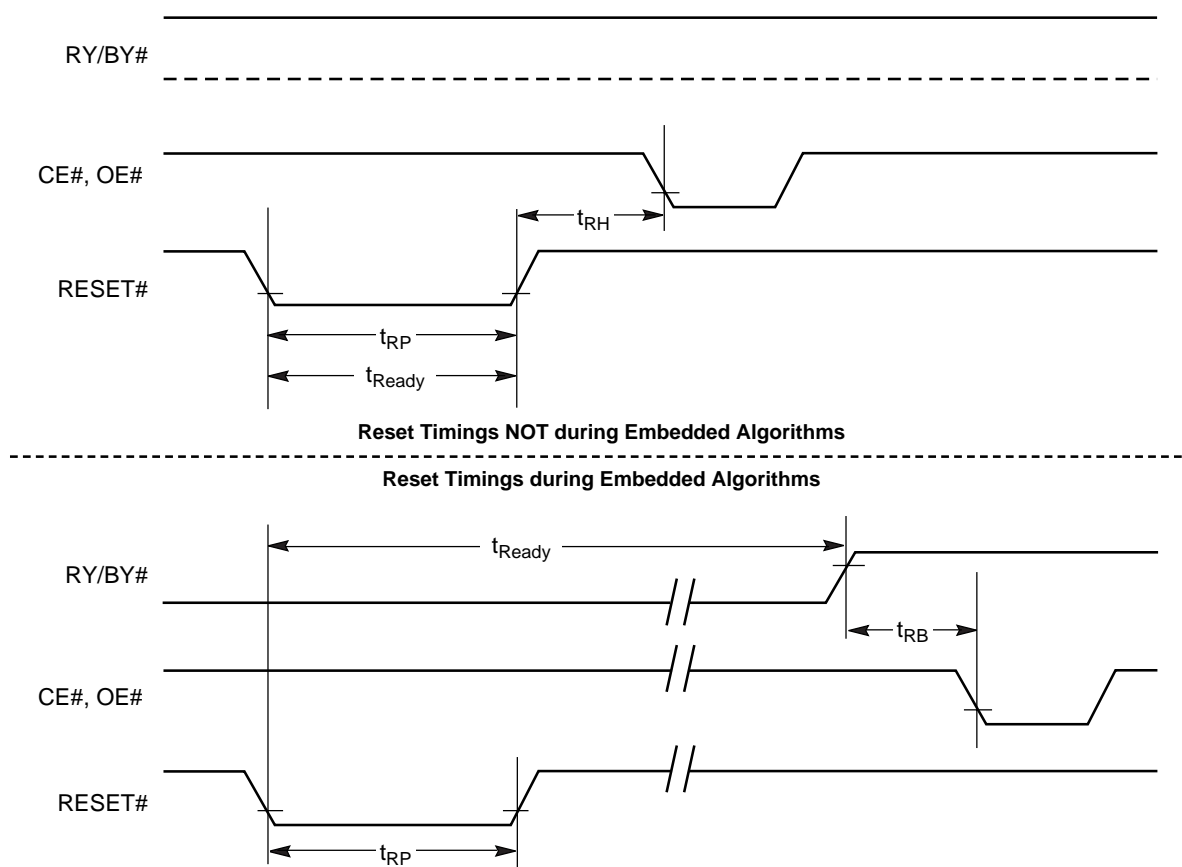 RY/BY#
CE#, OE#
tRH
RESET#
tRP
tReady
Reset Timings NOT during Embedded Algorithms
Reset Timings during Embedded Algorithms
tReady
RY/BY#
tRB
CE#, OE#
RESET#
tRP